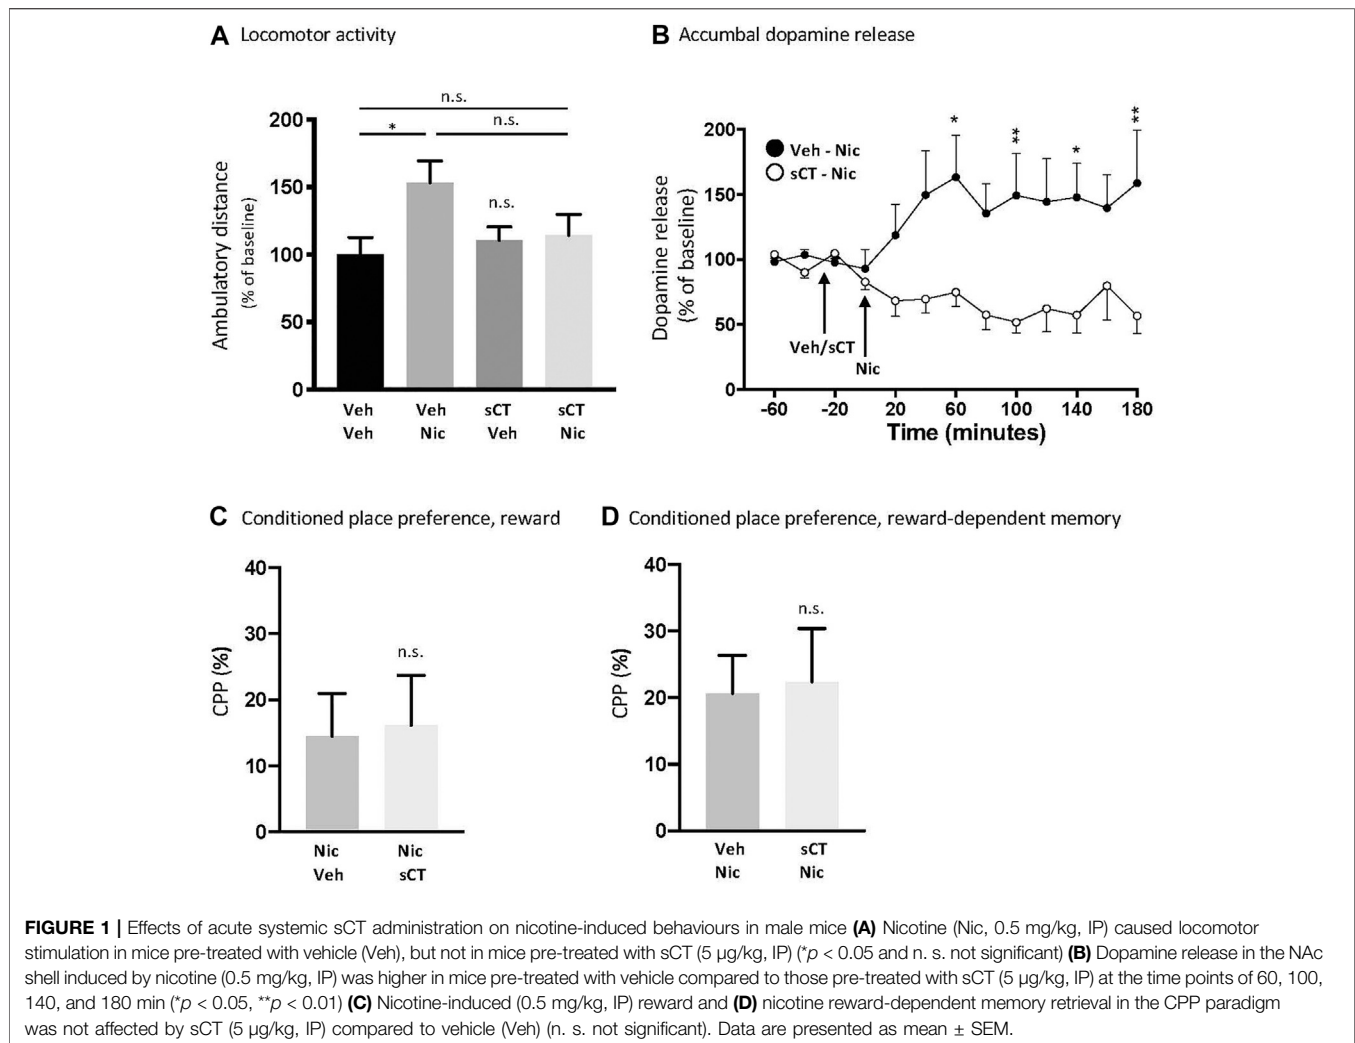 A Locomotor activity
n.s.
* n.s.
n.s.
200
150
100
50
0
Ambulatory distance
(% of baseline)
Veh Veh sCT sCT
Veh Nic Veh Nic
B Accumbal dopamine release
Veh - Nic
sCT - Nic
* ** * **
200
150
100
50
0
Dopamine release
(% of baseline)
Veh/sCT
Nic
-60 -20 20 60 100 140 180
Time (minutes)
C Conditioned place preference, reward
40
30
20
10
0
CPP (%)
n.s.
Nic Nic
Veh sCT
D Conditioned place preference, reward-dependent memory
40
30
20
10
0
CPP (%)
n.s.
Veh sCT
Nic Nic
FIGURE 1 | Effects of acute systemic sCT administration on nicotine-induced behaviours in male mice (A) Nicotine (Nic, 0.5 mg/kg, IP) caused locomotor
stimulation in mice pre-treated with vehicle (Veh), but not in mice pre-treated with sCT (5 µg/kg, IP) (*p < 0.05 and n. s. not significant) (B) Dopamine release in the NAc
shell induced by nicotine (0.5 mg/kg, IP) was higher in mice pre-treated with vehicle compared to those pre-treated with sCT (5 µg/kg, IP) at the time points of 60, 100,
140, and 180 min (*p < 0.05, **p < 0.01) (C) Nicotine-induced (0.5 mg/kg, IP) reward and (D) nicotine reward-dependent memory retrieval in the CPP paradigm
was not affected by sCT (5 µg/kg, IP) compared to vehicle (Veh) (n. s. not significant). Data are presented as mean ± SEM.